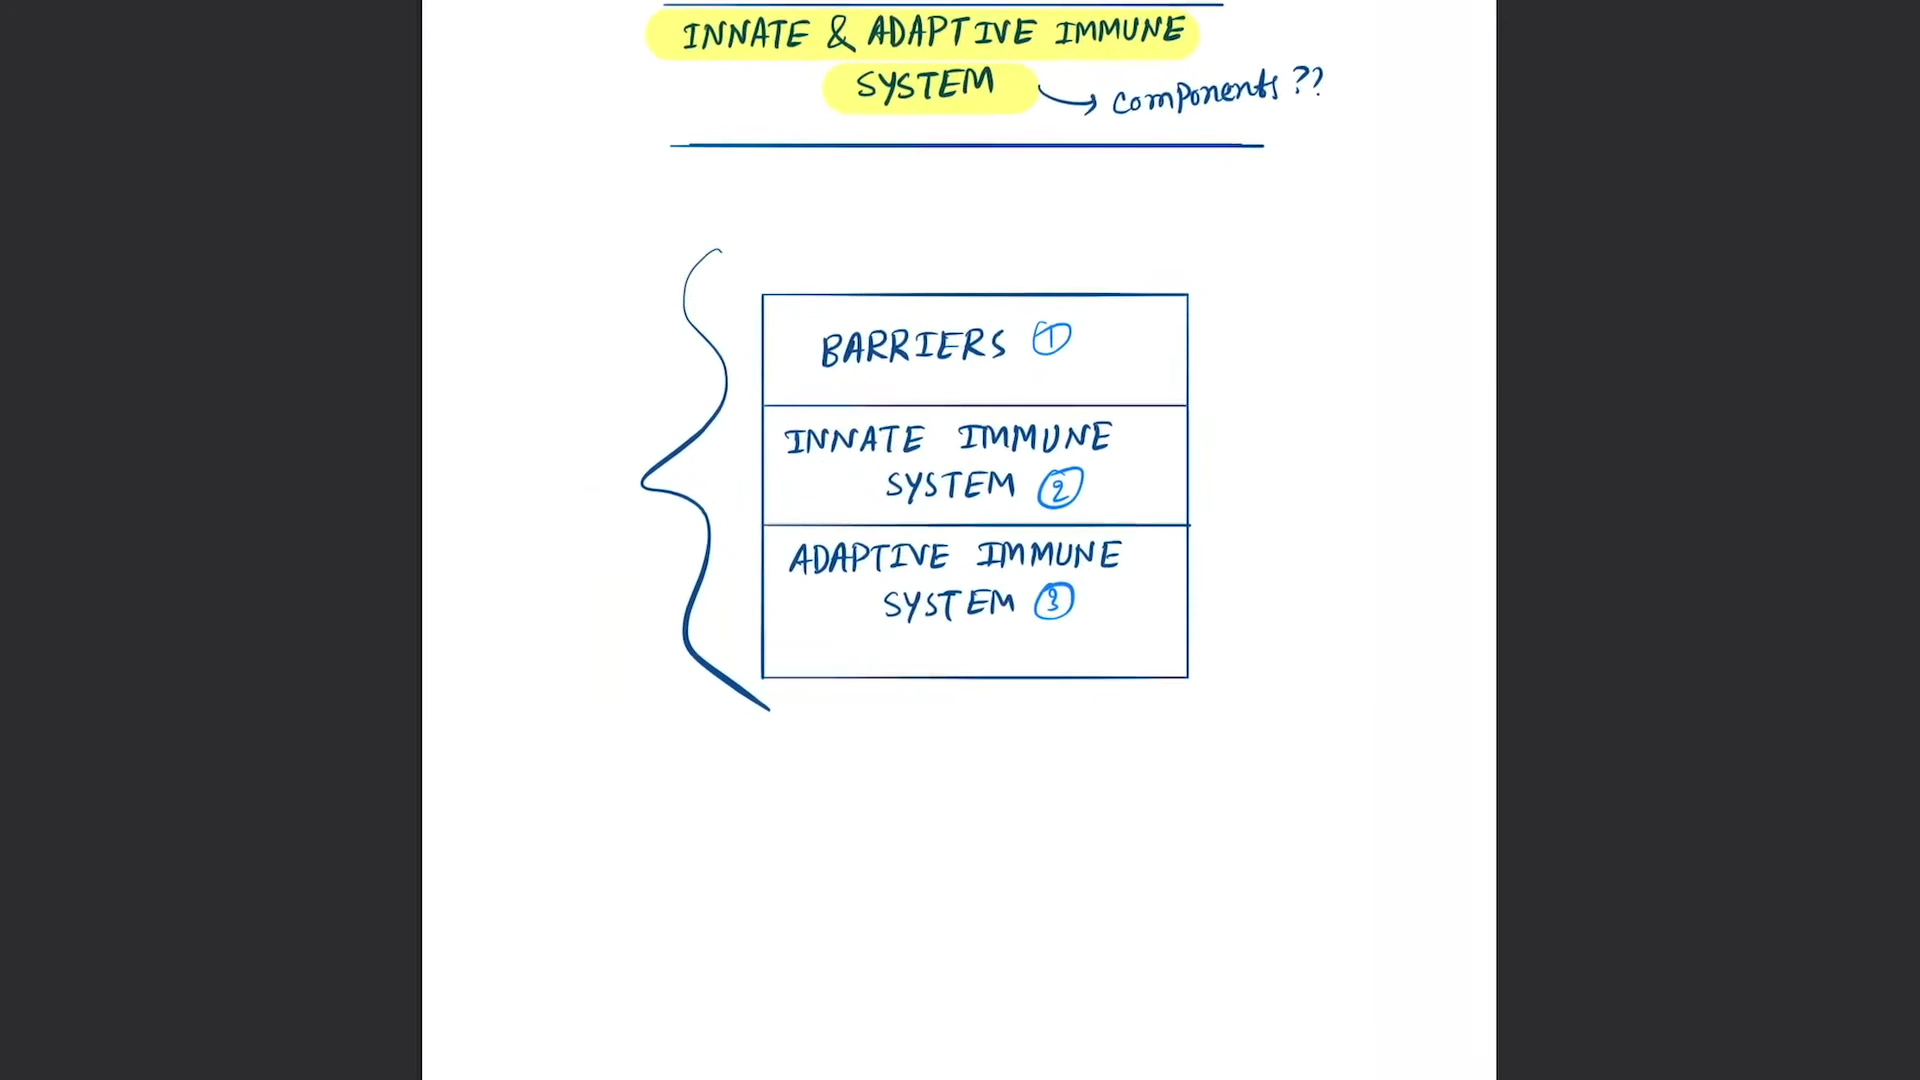 INNATE & ADAPTIVE IMMUNE
SYSTEM
components ??
BARRIERS 1
INNATE IMMUNE
SYSTEM 2
ADAPTIVE IMMUNE
SYSTEM 3